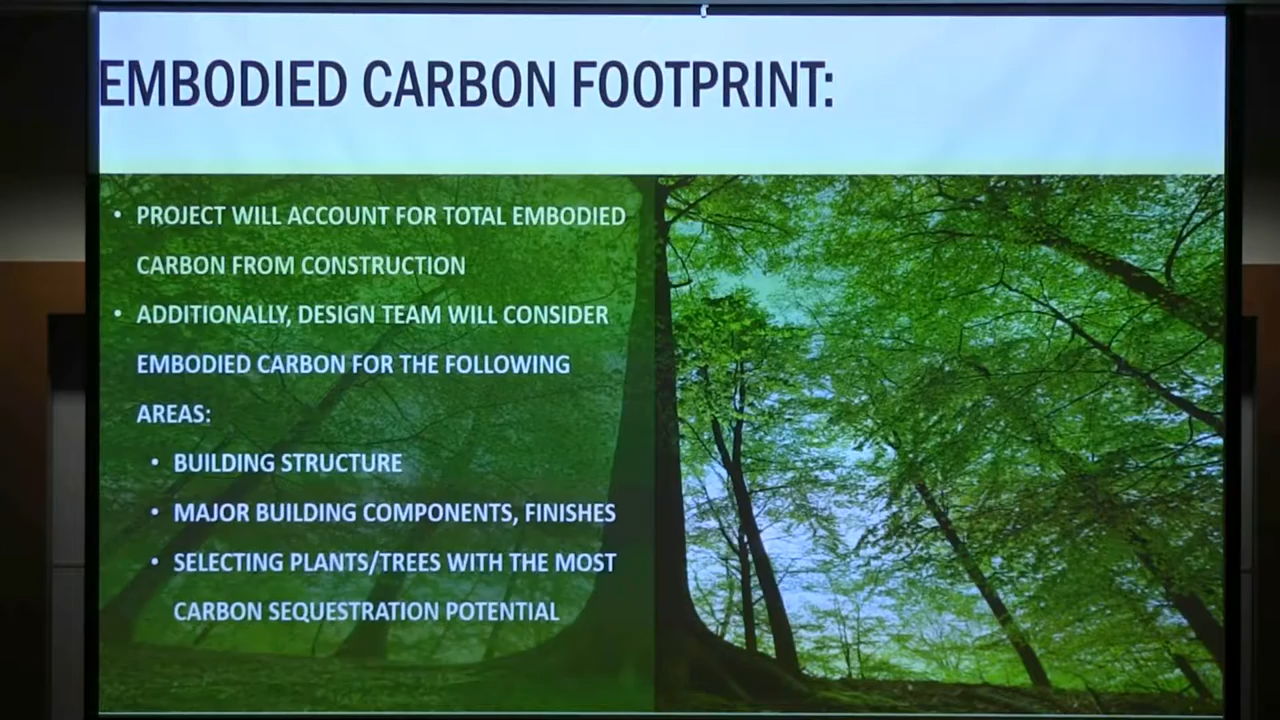 EMBODIED CARBON FOOTPRINT:
• PROJECT WILL ACCOUNT FOR TOTAL EMBODIED
CARBON FROM CONSTRUCTION
• ADDITIONALLY, DESIGN TEAM WILL CONSIDER
EMBODIED CARBON FOR THE FOLLOWING
AREAS:
• BUILDING STRUCTURE
• MAJOR BUILDING COMPONENTS, FINISHES
• SELECTING PLANTS/TREES WITH THE MOST
CARBON SEQUESTRATION POTENTIAL